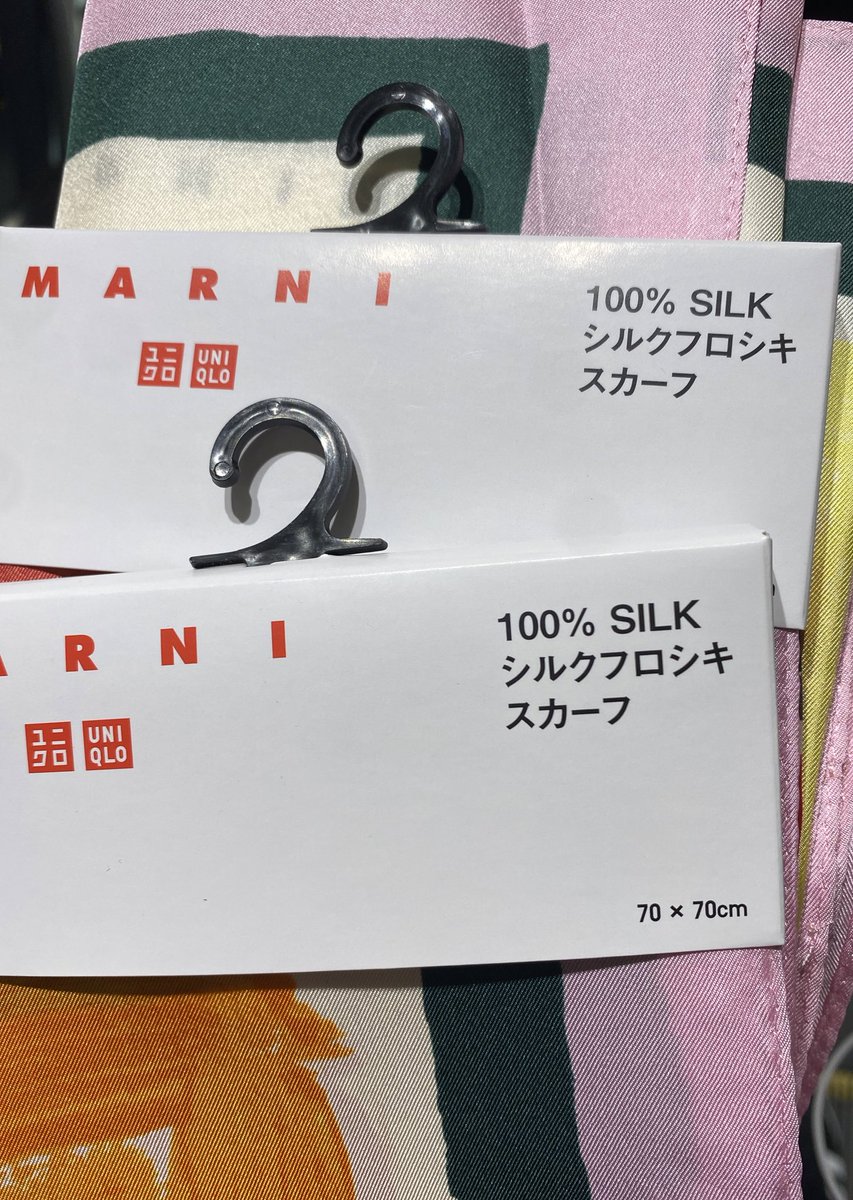 MARNI
ユニクロ UNIQLO
100% SILK
シルクフロシキ
スカーフ
ARNI
ユニクロ UNIQLO
100% SILK
シルクフロシキ
スカーフ
70 × 70cm